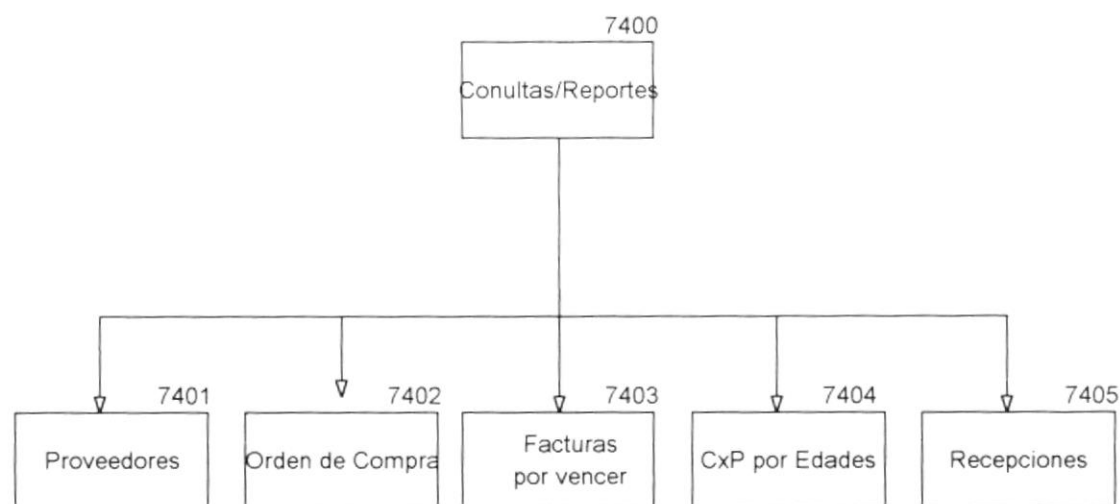 7400
Conultas/Reportes
7401
7402
7403
7404
7405
Proveedores
Orden de Compra
Facturas
por vencer
CxP por Edades
Recepciones